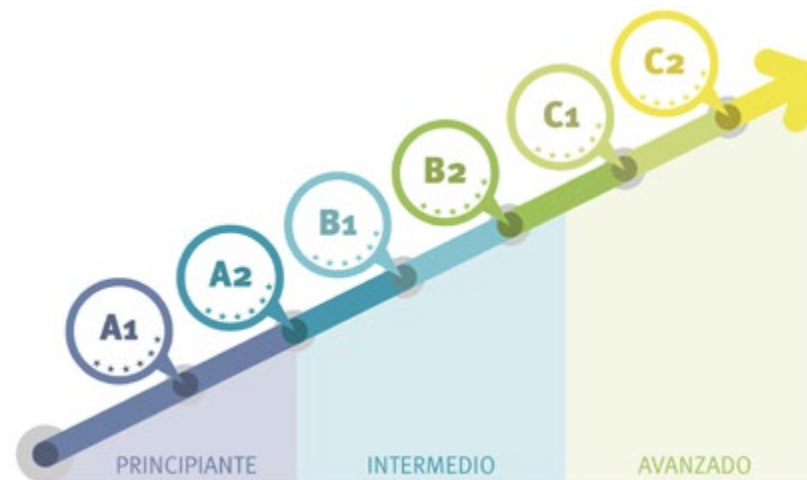 A1
A2
B1
B2
C1
C2
PRINCIPIANTE
INTERMEDIO
AVANZADO